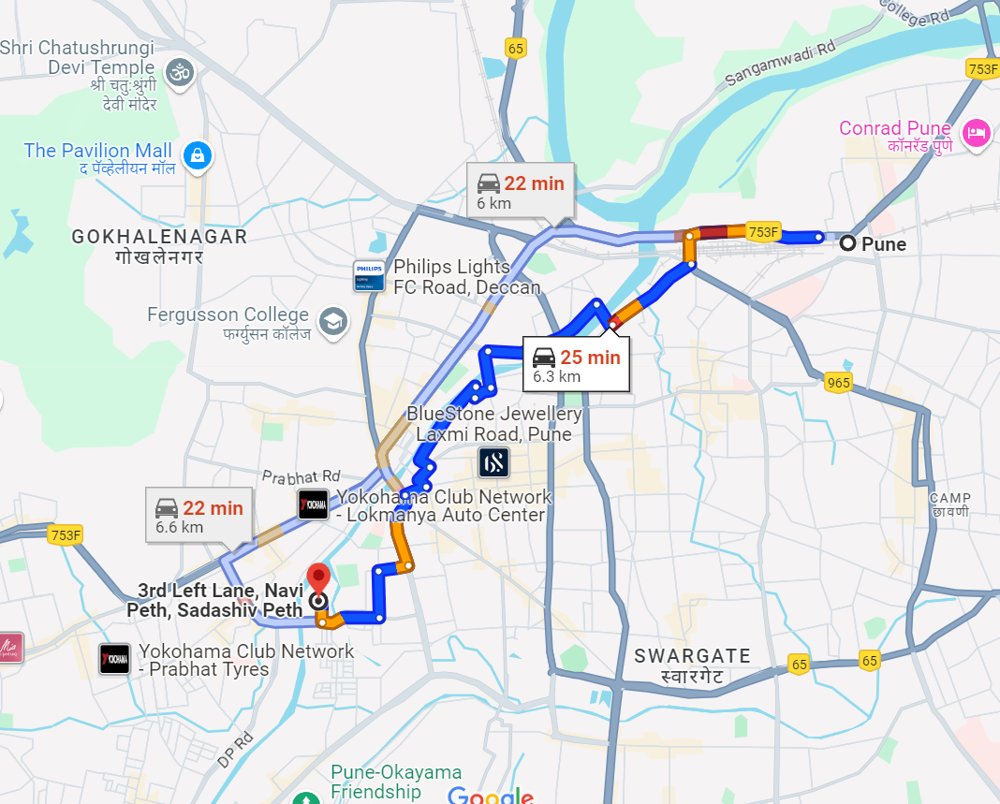 College Rd
Shri Chatushrungi
Devi Temple
श्री चतु:श्रुंगी
देवी मंदिर
65
Sangamwadi Rd
753F
Conrad Pune
कॉनरॅड पुणे
The Pavilion Mall
द पॅव्हेलीयन मॉल
22 min
6 km
GOKHALENAGAR
गोखलेनगर
753F
Pune
PHILIPS
Philips Lights
FC Road, Deccan
Fergusson College
फर्ग्युसन कॉलेज
25 min
6.3 km
965
BlueStone Jewellery
Laxmi Road, Pune
Prabhat Rd
YOKOHAMA
Yokohama Club Network
- Lokmanya Auto Center
CAMP
छावणी
22 min
6.6 km
753F
3rd Left Lane, Navi
Peth, Sadashiv Peth
YOKOHAMA
Yokohama Club Network
- Prabhat Tyres
SWARGATE
स्वारगेट
65
65
DP Rd
Pune-Okayama
Friendship
Google